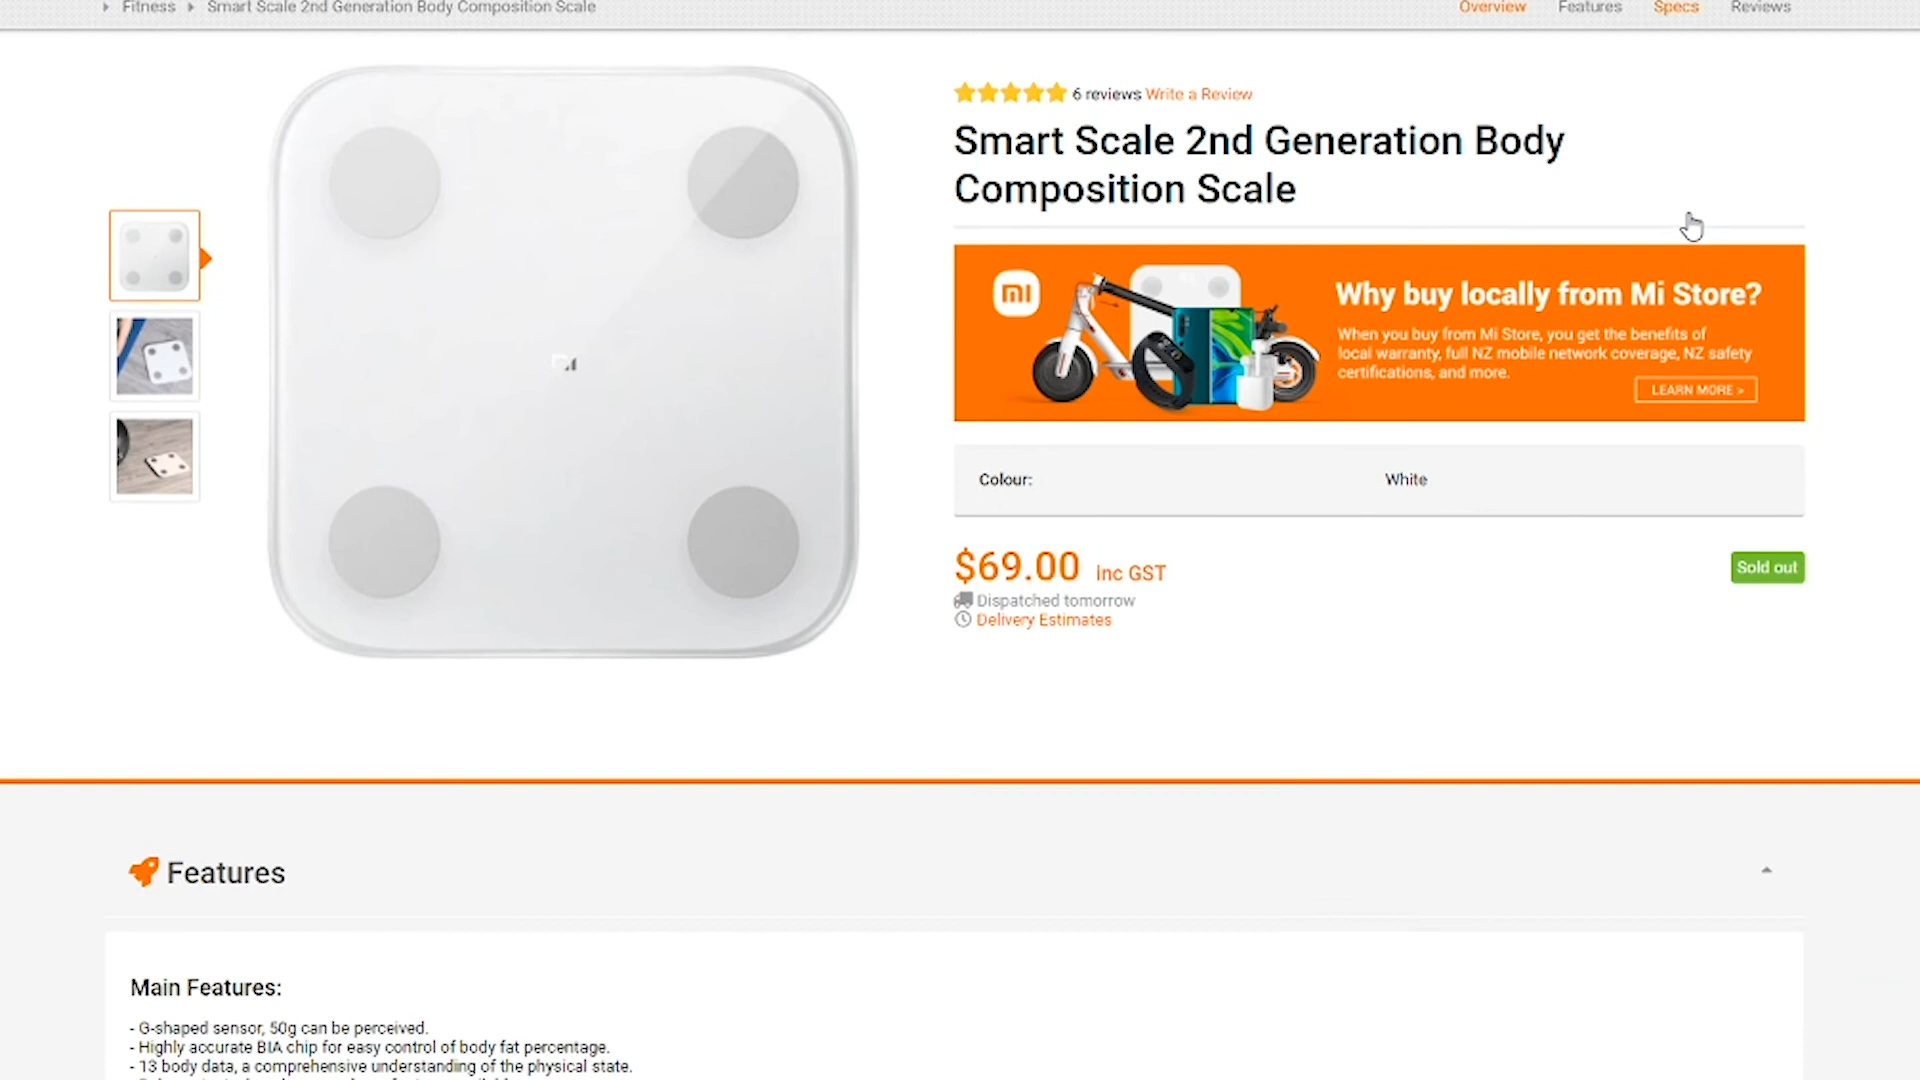 Fitness Smart Scale 2nd Generation Body Composition Scale
Overview Features Specs Reviews
6 reviews Write a Review
Smart Scale 2nd Generation Body
Composition Scale
mi
Why buy locally from Mi Store?
When you buy from Mi Store, you get the benefits of
local warranty, full NZ mobile network coverage, NZ safety
certifications, and more.
LEARN MORE >
Colour: White
$69.00 inc GST
Sold out
Dispatched tomorrow
Delivery Estimates
Features
Main Features:
- G-shaped sensor, 50g can be perceived.
- Highly accurate BIA chip for easy control of body fat percentage.
- 13 body data, a comprehensive understanding of the physical state.